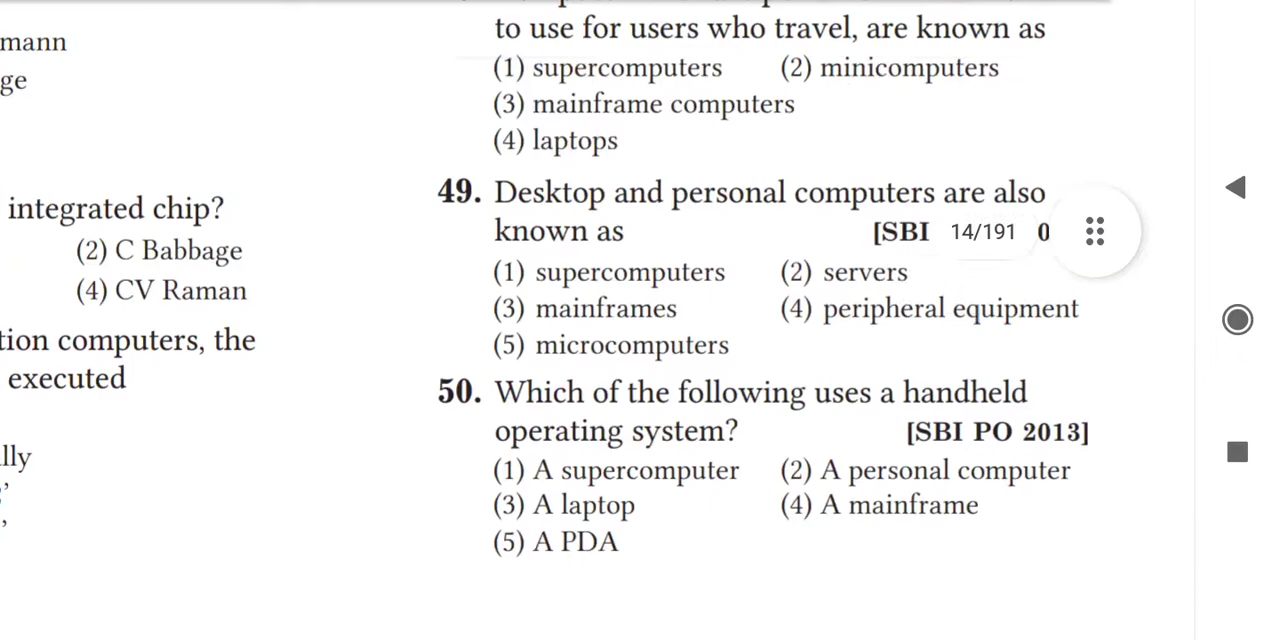 mann
ge
integrated chip?
(2) C Babbage
(4) CV Raman
tion computers, the
executed
lly
to use for users who travel, are known as
(1) supercomputers (2) minicomputers
(3) mainframe computers
(4) laptops
49. Desktop and personal computers are also
known as [SBI 14/191 0
(1) supercomputers (2) servers
(3) mainframes (4) peripheral equipment
(5) microcomputers
50. Which of the following uses a handheld
operating system? [SBI PO 2013]
(1) A supercomputer (2) A personal computer
(3) A laptop (4) A mainframe
(5) A PDA